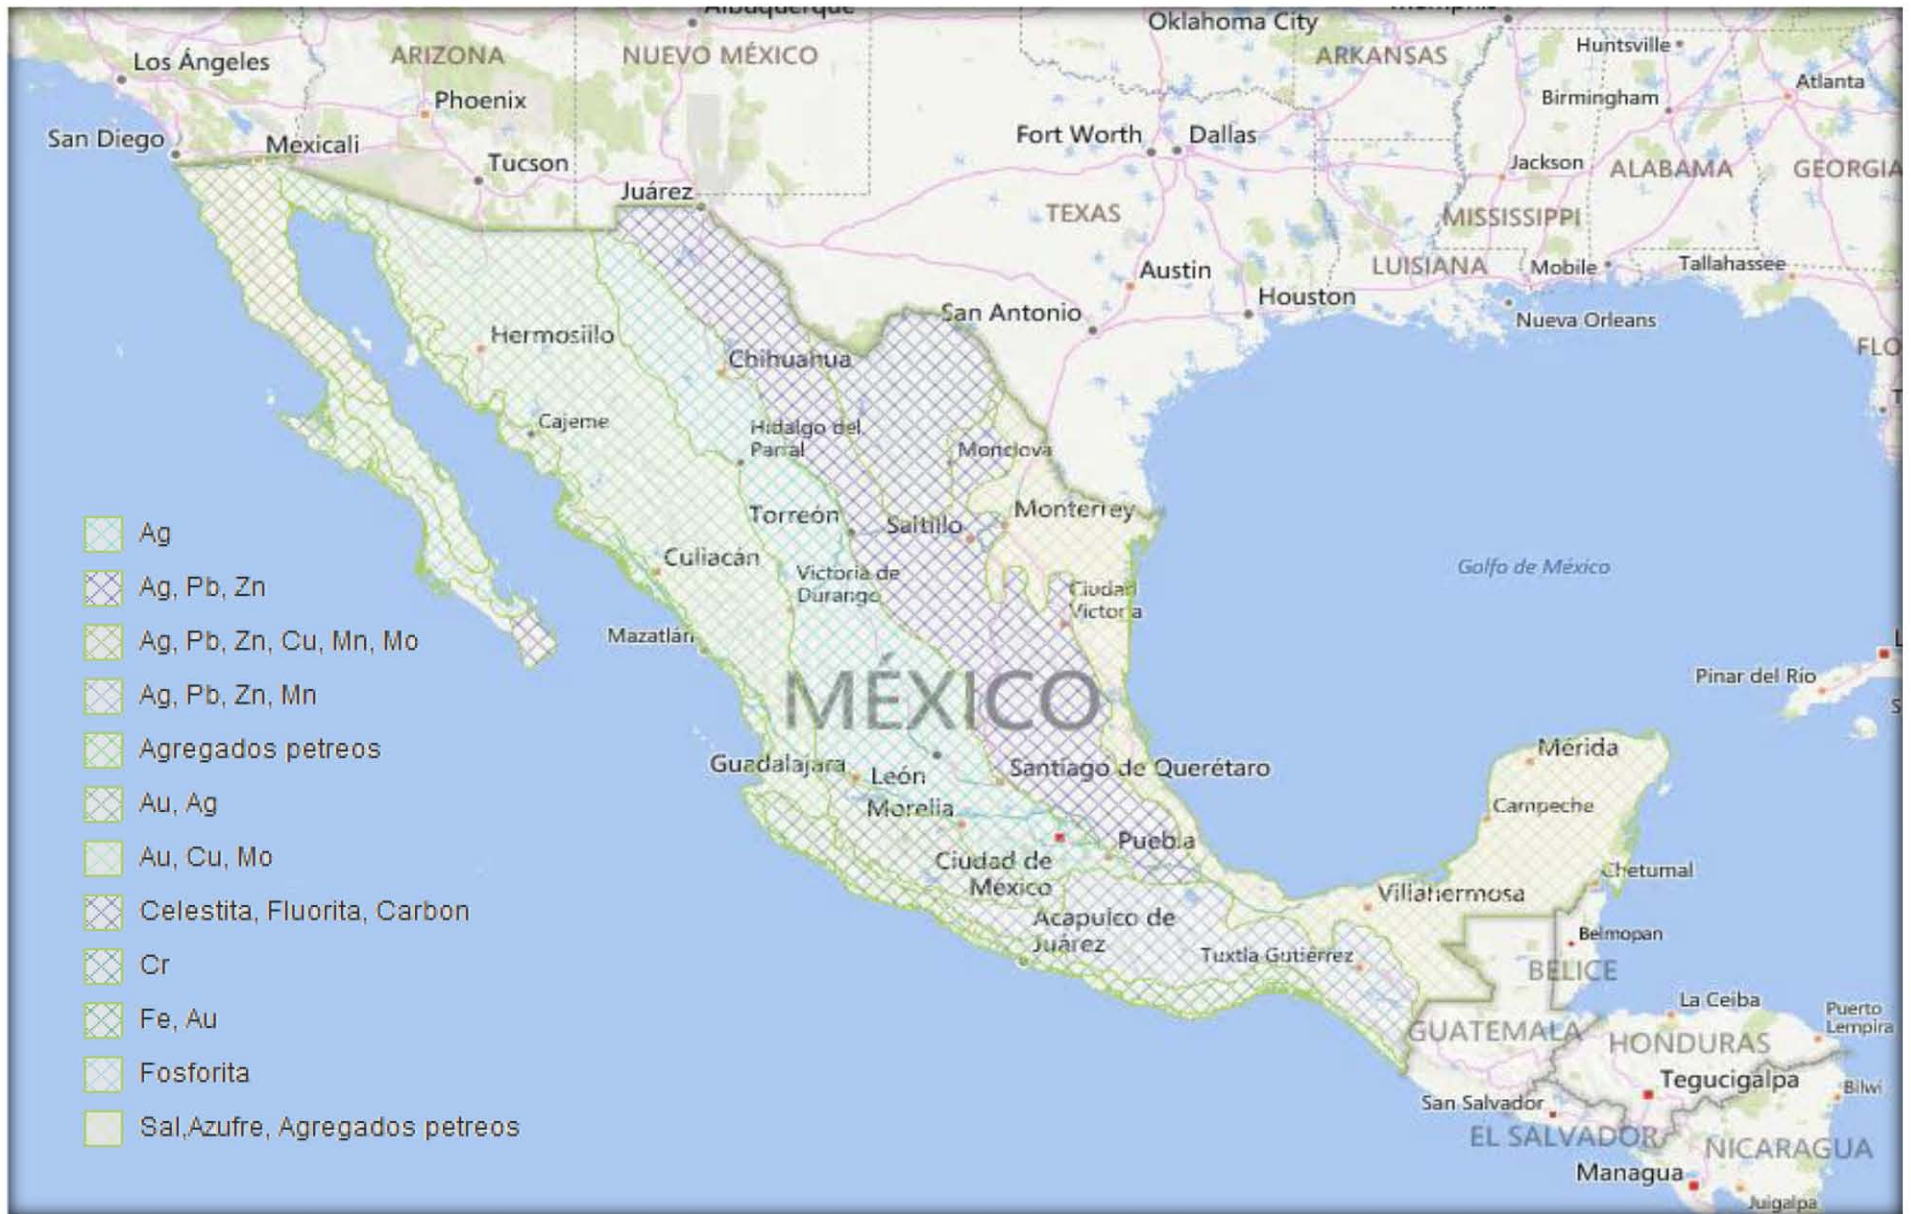 Albuquerque
Oklahoma City
Memphis
Los Ángeles
ARIZONA
NUEVO MÉXICO
ARKANSAS
Huntsville
Atlanta
Phoenix
Birmingham
San Diego
Mexicali
Fort Worth
Dallas
Tucson
Jackson
ALABAMA
GEORGIA
Juárez
TEXAS
MISSISSIPPI
Austin
LUISIANA
Mobile
Tallahassee
Houston
San Antonio
Nueva Orleans
Hermosillo
FLO
Chihuahua
Cajeme
Hidalgo del
Parral
Monclova
Torreón
Saltillo
Monterrey
Culiacán
Golfo de México
Victoria de
Durango
Ciudad
Victoria
Mazatlán
Pinar del Río
MÉXICO
Mérida
Guadalajara
León
Santiago de Querétaro
Morelia
Campeche
Puebla
Ciudad de
México
Chetumal
Villahermosa
Acapulco de
Juárez
Tuxtla Gutiérrez
Belmopan
BELICE
La Ceiba
Puerto
Lempira
GUATEMALA
HONDURAS
Tegucigalpa
Bilwi
San Salvador
EL SALVADOR
NICARAGUA
Managua
Juigalpa
Ag
Ag, Pb, Zn
Ag, Pb, Zn, Cu, Mn, Mo
Ag, Pb, Zn, Mn
Agregados petreos
Au, Ag
Au, Cu, Mo
Celestita, Fluorita, Carbon
Cr
Fe, Au
Fosforita
Sal,Azufre, Agregados petreos